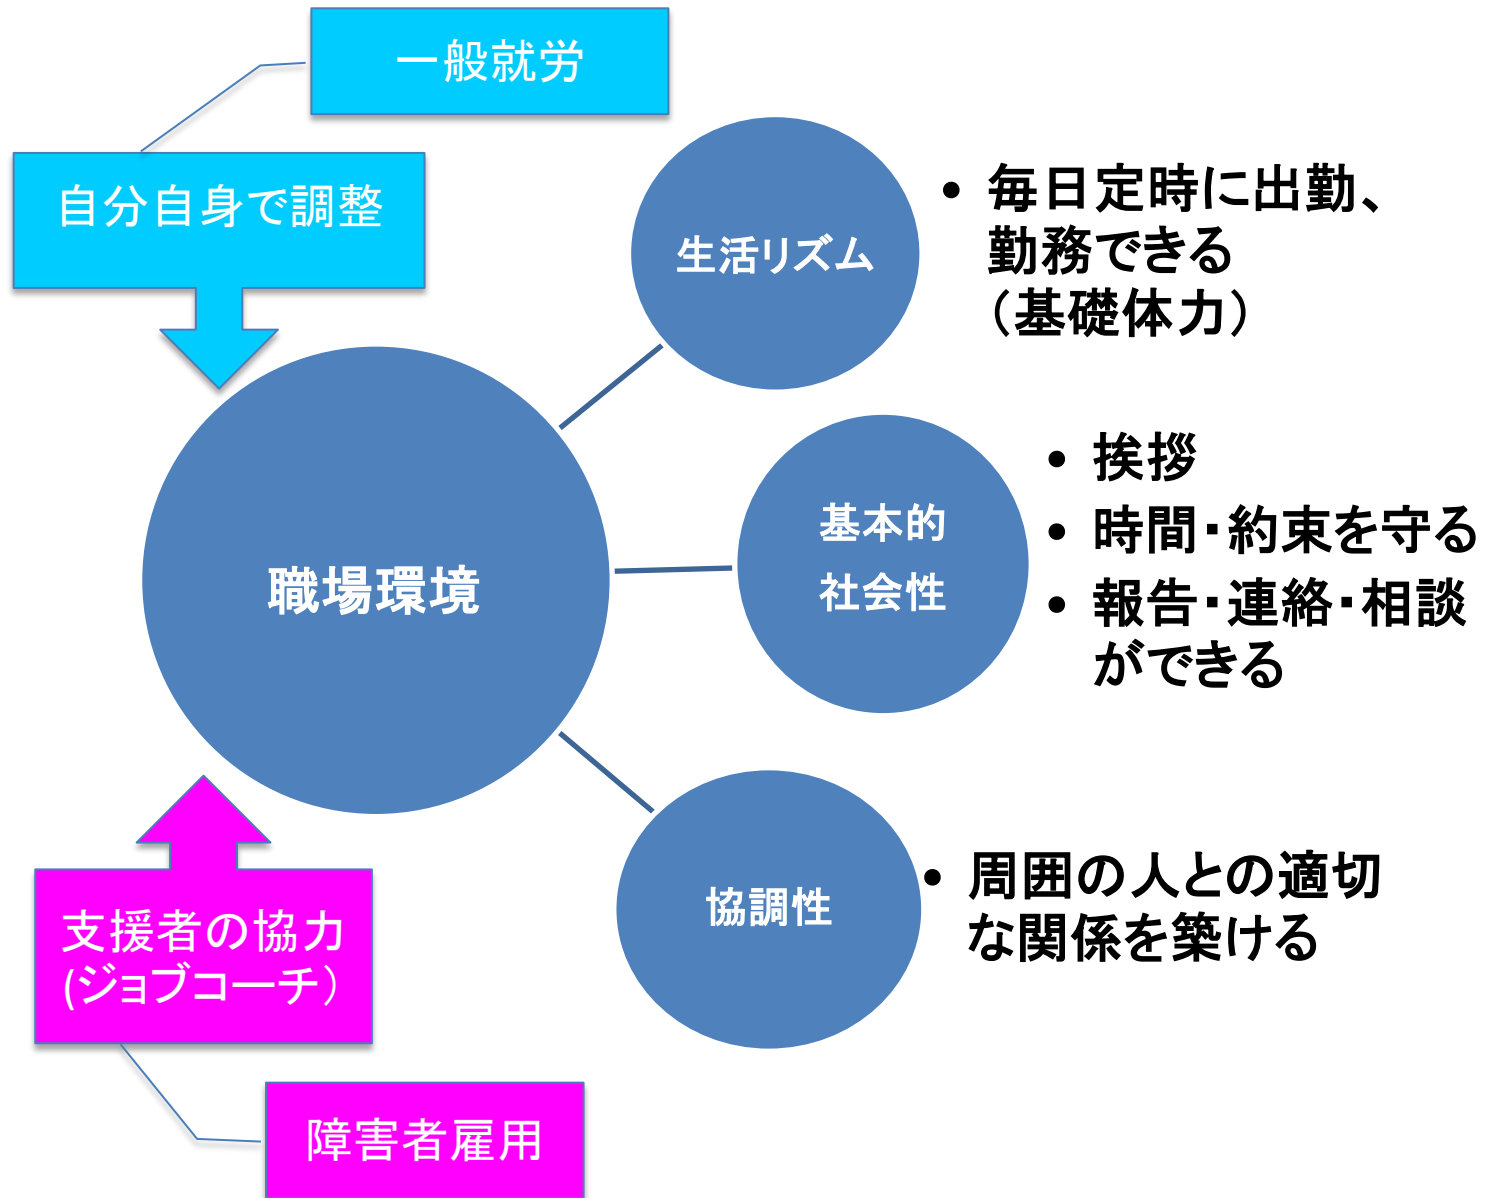 一般就労
自分自身で調整
生活リズム
• 毎日定時に出勤、
勤務できる
（基礎体力）
職場環境
基本的
社会性
• 挨拶
• 時間・約束を守る
• 報告・連絡・相談
ができる
協調性
• 周囲の人との適切
な関係を築ける
支援者の協力
(ジョブコーチ）
障害者雇用